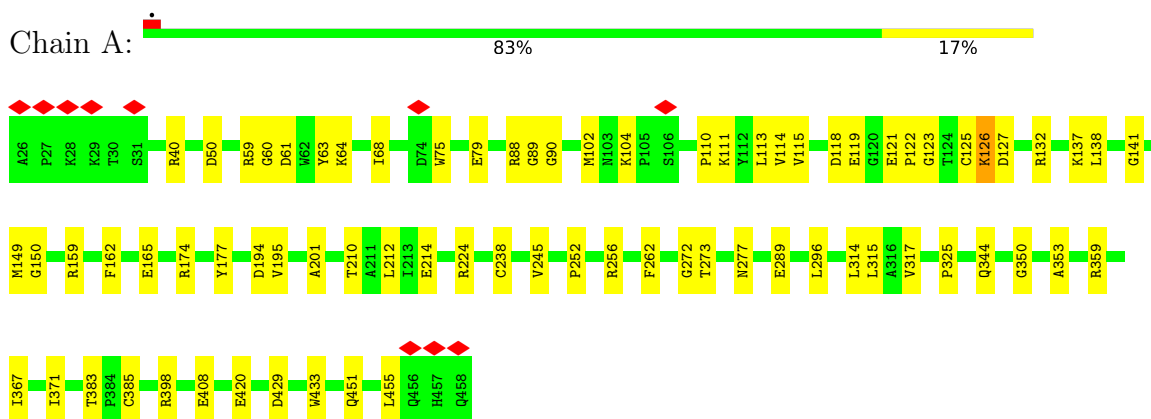 Chain A:
83%
17%
A26 P27 K28 K29 T30 S31 R40 D50 R59 G60 D61 W62 Y63 K64 I68 D74 W75 E79 R88 G89 G90 M102 N103 K104 P105 S106 P110 K111 Y112 L113 V114 V115 D118 E119 G120 E121 P122 G123 T124 C125 K126 D127 R132 K137 L138 G141
M149 G150 R159 F162 E165 R174 Y177 D194 V195 A201 T210 A211 L212 I213 E214 R224 C238 V245 P252 R256 F262 G272 T273 N277 E289 L296 L314 L315 A316 V317 P325 Q344 G350 A353 R359
I367 I371 T383 P384 C385 R398 E408 E420 D429 W433 Q451 L455 Q456 H457 Q458